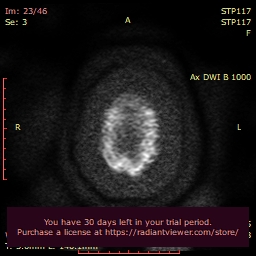 Im: 23/46
Se: 3
A
STP117
STP117
F
Ax DWI B 1000
R
L
You have 30 days left in your trial period.
Purchase a license at https://radiantviewer.com/store/